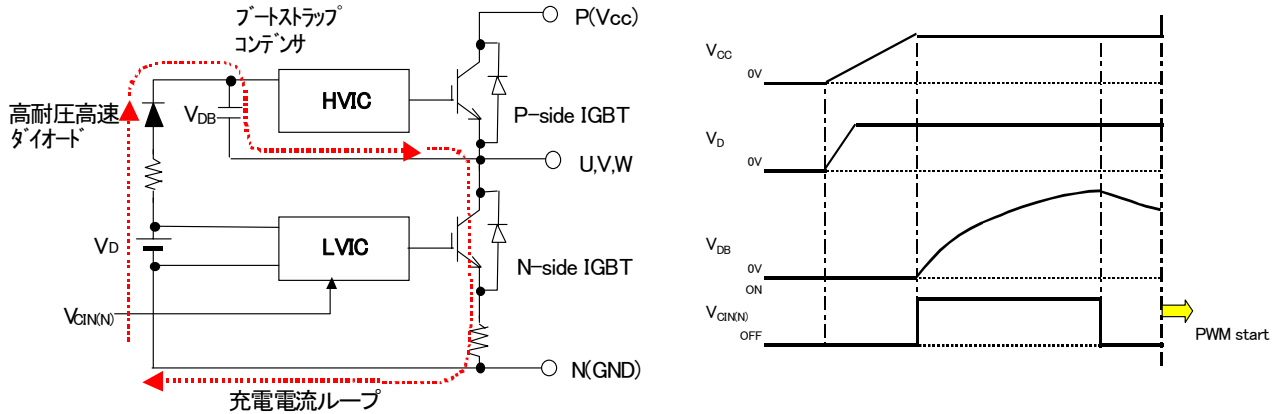 ブートストラップ
コンデンサ
P(Vcc)
高耐圧高速
ダイオード
VDB
HVIC
P-side IGBT
U,V,W
VD
LVIC
N-side IGBT
VCIN(N)
N(GND)
充電電流ループ
VCC
0V
VD
0V
VDB
0V
ON
VCIN(N)
OFF
PWM start